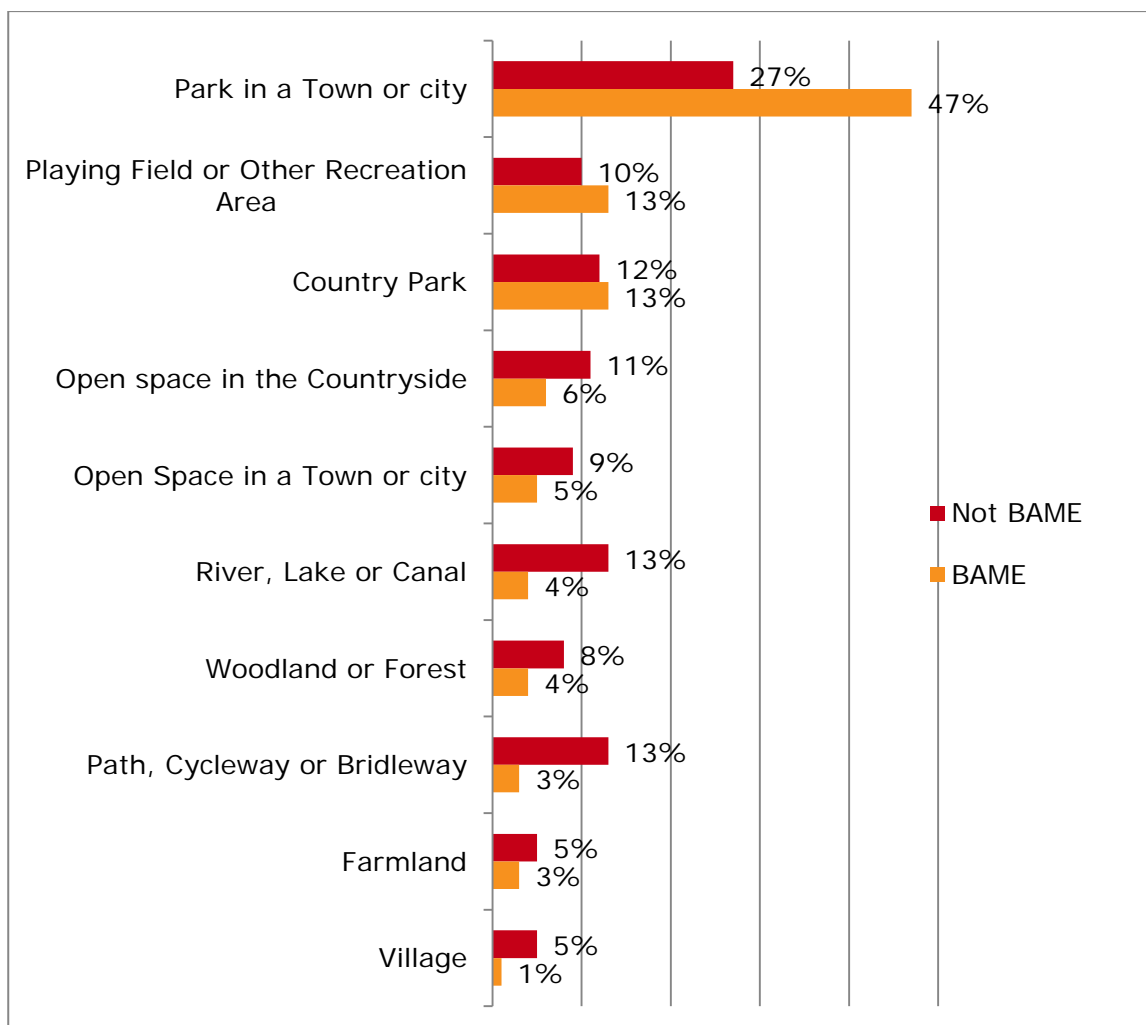 Park in a Town or city
27%
47%
Playing Field or Other Recreation
Area
10%
13%
Country Park
12%
13%
Open space in the Countryside
11%
6%
Open Space in a Town or city
9%
5%
River, Lake or Canal
13%
4%
Woodland or Forest
8%
4%
Path, Cycleway or Bridleway
13%
3%
Farmland
5%
3%
Village
5%
1%
Not BAME
BAME